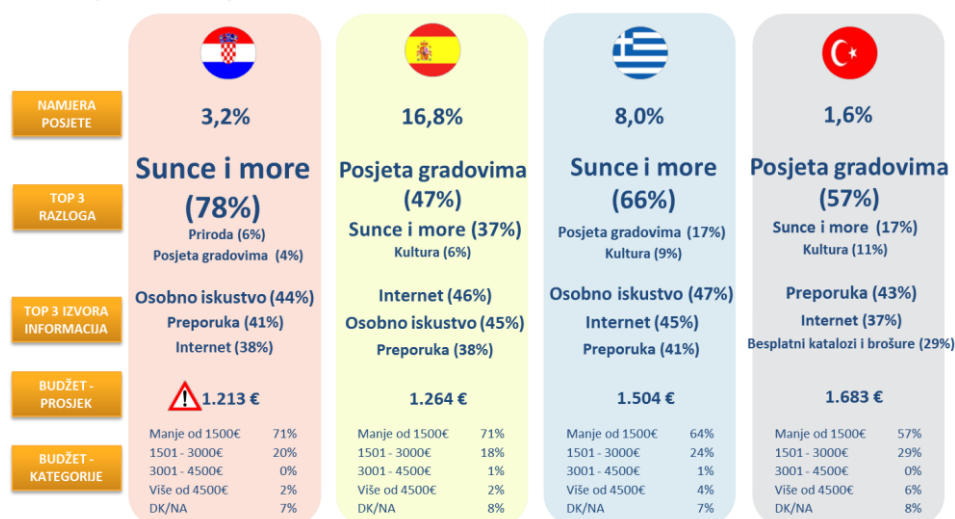 NAMJERA
POSJETE
3,2%
16,8%
8,0%
1,6%
TOP 3
RAZLOGA
Sunce i more
(78%)
Priroda (6%)
Posjeta gradovima (4%)
Posjeta gradovima
(47%)
Sunce i more (37%)
Kultura (6%)
Sunce i more
(66%)
Posjeta gradovima (17%)
Kultura (9%)
Posjeta gradovima
(57%)
Sunce i more (17%)
Kultura (11%)
TOP 3 IZVORA
INFORMACIJA
Osobno iskustvo (44%)
Preporuka (41%)
Internet (38%)
Internet (46%)
Osobno iskustvo (45%)
Preporuka (38%)
Osobno iskustvo (47%)
Internet (45%)
Preporuka (41%)
Preporuka (43%)
Internet (37%)
Besplatni katalozi i brošure (29%)
BUDŽET -
PROSJEK
1.213 €
1.264 €
1.504 €
1.683 €
BUDŽET -
KATEGORIJE
Manje od 1500€ 71%
1501 - 3000€ 20%
3001 - 4500€ 0%
Više od 4500€ 2%
DK/NA 7%
Manje od 1500€ 71%
1501 - 3000€ 18%
3001 - 4500€ 1%
Više od 4500€ 2%
DK/NA 8%
Manje od 1500€ 64%
1501 - 3000€ 24%
3001 - 4500€ 1%
Više od 4500€ 4%
DK/NA 7%
Manje od 1500€ 57%
1501 - 3000€ 29%
3001 - 4500€ 0%
Više od 4500€ 6%
DK/NA 8%